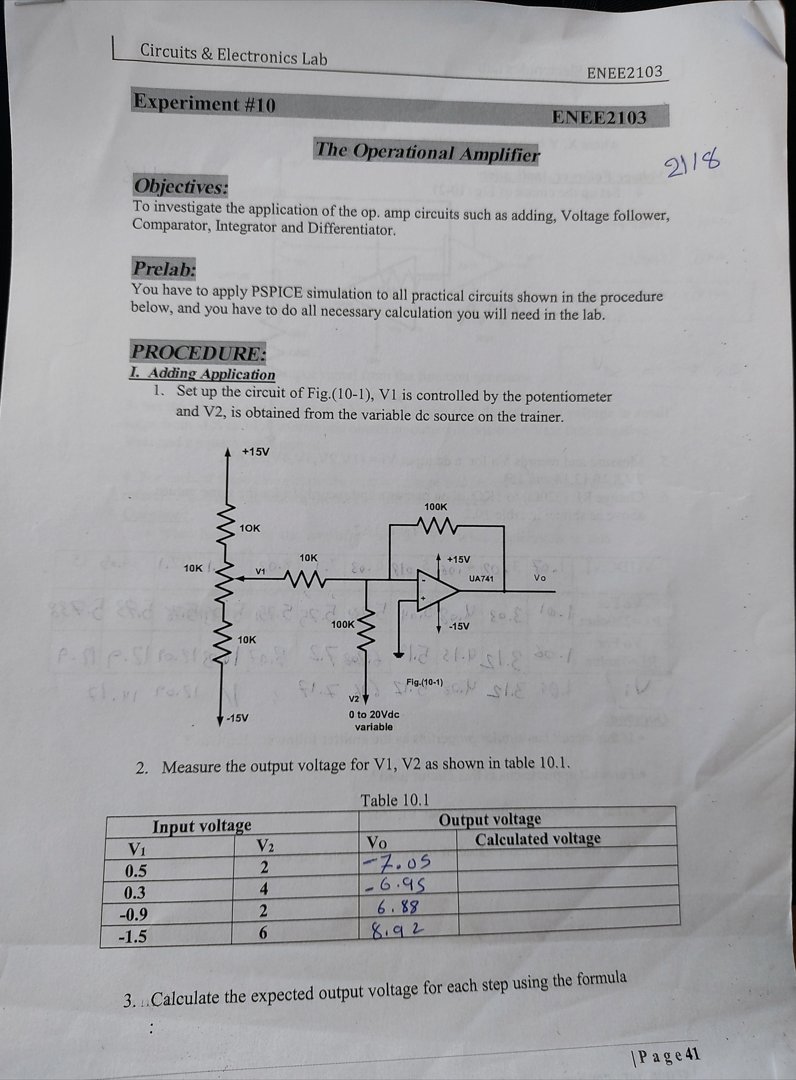 Circuits & Electronics Lab
ENEE2103
Experiment #10
ENEE2103
The Operational Amplifier
2118
Objectives:
To investigate the application of the op. amp circuits such as adding, Voltage follower,
Comparator, Integrator and Differentiator.
Prelab:
You have to apply PSPICE simulation to all practical circuits shown in the procedure
below, and you have to do all necessary calculation you will need in the lab.
PROCEDURE:
I. Adding Application
1. Set up the circuit of Fig.(10-1), V1 is controlled by the potentiometer
and V2, is obtained from the variable dc source on the trainer.
+15V
100K
10K
10K
+15V
10K
V1
UA741
Vo
-
+
100K
-15V
10K
Fig.(10-1)
V2
-15V
0 to 20Vdc
variable
2. Measure the output voltage for V1, V2 as shown in table 10.1.
Table 10.1
Input voltage Output voltage
V1 V2 Vo Calculated voltage
0.5 2 -7.05
0.3 4 -6.95
-0.9 2 6.88
-1.5 6 8.92
3. ..Calculate the expected output voltage for each step using the formula
:
|Page 41